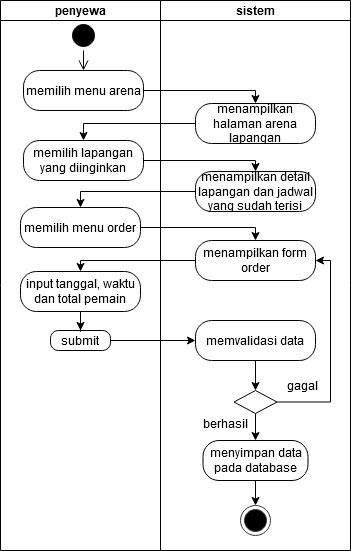 penyewa
sistem
memilih menu arena
menampilkan
halaman arena
lapangan
memilih lapangan
yang diinginkan
menampilkan detail
lapangan dan jadwal
yang sudah terisi
memilih menu order
menampilkan form
order
input tanggal, waktu
dan total pemain
submit
memvalidasi data
gagal
berhasil
menyimpan data
pada database